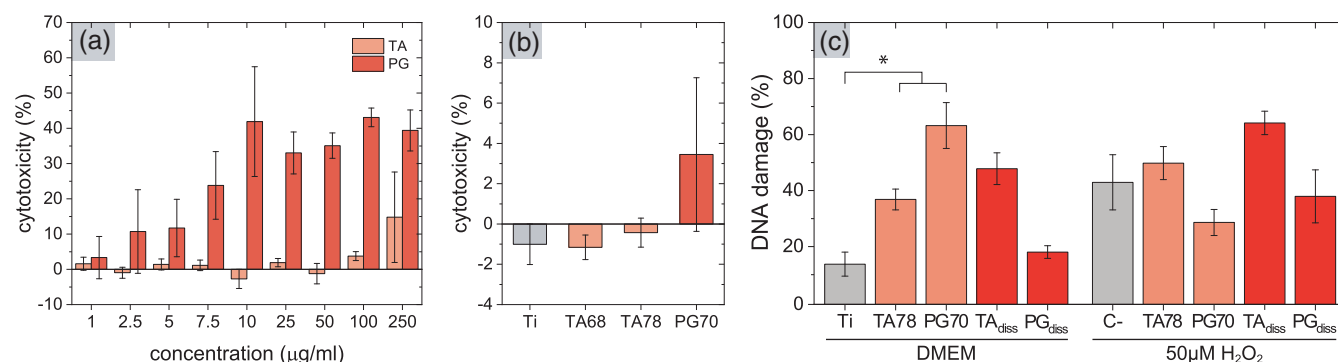 (a)
TA
PG
70
60
50
40
30
20
10
0
-10
cytotoxicity (%)
1 2.5 5 7.5 10 25 50 100 250
concentration (μg/ml)
(b)
10
8
6
4
2
0
-2
-4
cytotoxicity (%)
Ti TA68 TA78 PG70
(c)
100
80
60
40
20
0
DNA damage (%)
*
Ti TA78 PG70 TAdiss PGdiss C- TA78 PG70 TAdiss PGdiss
DMEM 50μM H₂O₂